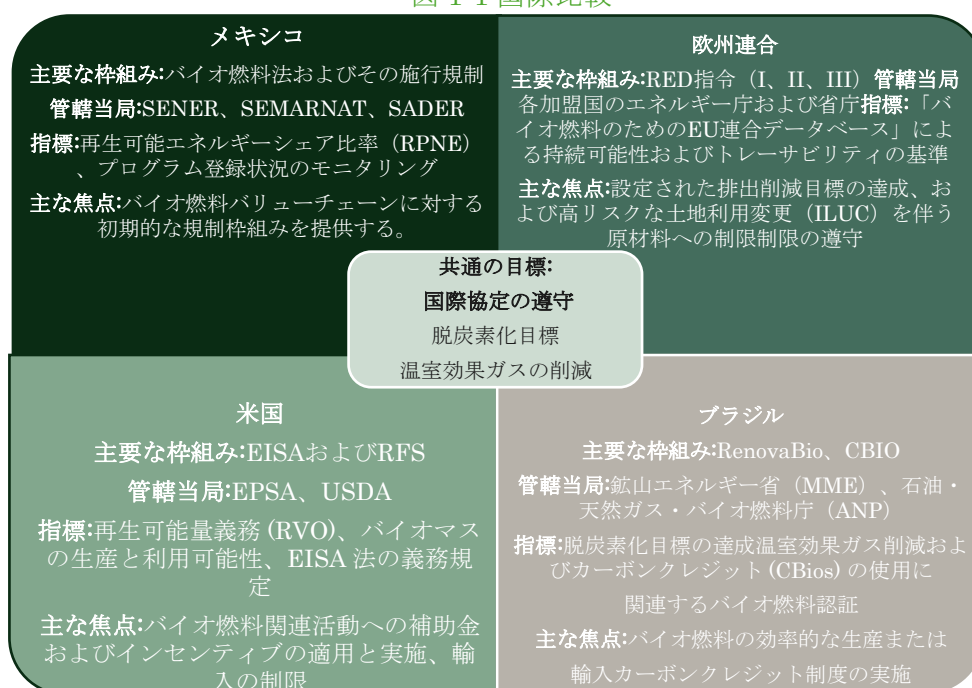 図 1-1 国際比較
メキシコ
主要な枠組み:バイオ燃料法およびその施行規制
管轄当局:SENER、SEMARNAT、SADER
指標:再生可能エネルギーシェア比率（RPNE）
、プログラム登録状況のモニタリング
主な焦点:バイオ燃料バリューチェーンに対する
初期的な規制枠組みを提供する。
欧州連合
主要な枠組み:RED指令（I、II、III）管轄当局
各加盟国のエネルギー庁および省庁指標:「バ
イオ燃料のためのEU連合データベース」によ
る持続可能性およびトレーサビリティの基準
主な焦点:設定された排出削減目標の達成、お
よび高リスクな土地利用変更（ILUC）を伴う
原材料への制限制限の遵守
共通の目標:
国際協定の遵守
脱炭素化目標
温室効果ガスの削減
米国
主要な枠組み:EISAおよびRFS
管轄当局:EPSA、USDA
指標:再生可能量義務 (RVO)、バイオマス
の生産と利用可能性、EISA 法の義務規
定
主な焦点:バイオ燃料関連活動への補助金
およびインセンティブの適用と実施、輸
入の制限
ブラジル
主要な枠組み:RenovaBio、CBIO
管轄当局:鉱山エネルギー省（MME）、石油・
天然ガス・バイオ燃料庁（ANP）
指標:脱炭素化目標の達成温室効果ガス削減お
よびカーボンクレジット (CBios) の使用に
関連するバイオ燃料認証
主な焦点:バイオ燃料の効率的な生産または
輸入カーボンクレジット制度の実施